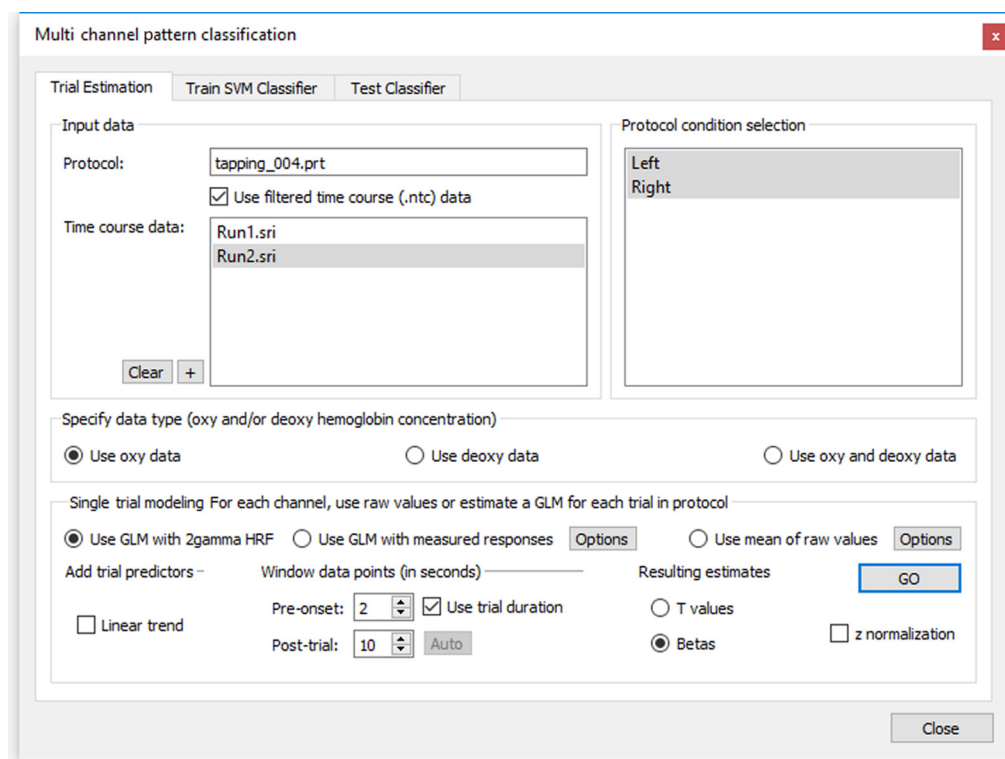 Multi channel pattern classification
x
Trial Estimation Train SVM Classifier Test Classifier
Input data
Protocol: tapping_004.prt
Use filtered time course (.ntc) data
Time course data: Run1.sri
Run2.sri
Clear +
Protocol condition selection
Left
Right
Specify data type (oxy and/or deoxy hemoglobin concentration)
Use oxy data Use deoxy data Use oxy and deoxy data
Single trial modeling For each channel, use raw values or estimate a GLM for each trial in protocol
Use GLM with 2gamma HRF Use GLM with measured responses Options Use mean of raw values Options
Add trial predictors
Linear trend
Window data points (in seconds)
Pre-onset: 2 Use trial duration
Post-trial: 10 Auto
Resulting estimates
T values
Betas
GO
z normalization
Close